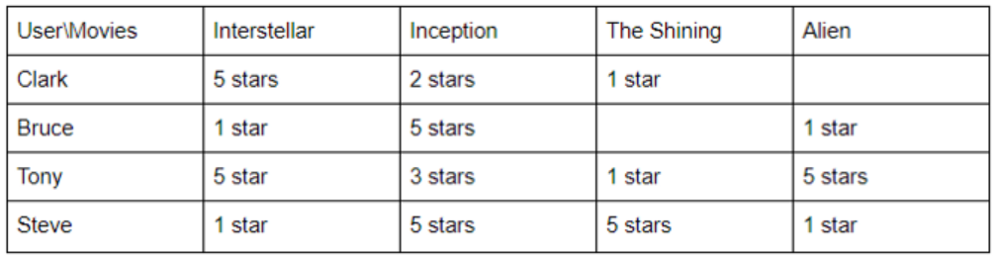 User\Movies Interstellar Inception The Shining Alien
Clark 5 stars 2 stars 1 star
Bruce 1 star 5 stars 1 star
Tony 5 star 3 stars 1 star 5 stars
Steve 1 star 5 stars 5 stars 1 star